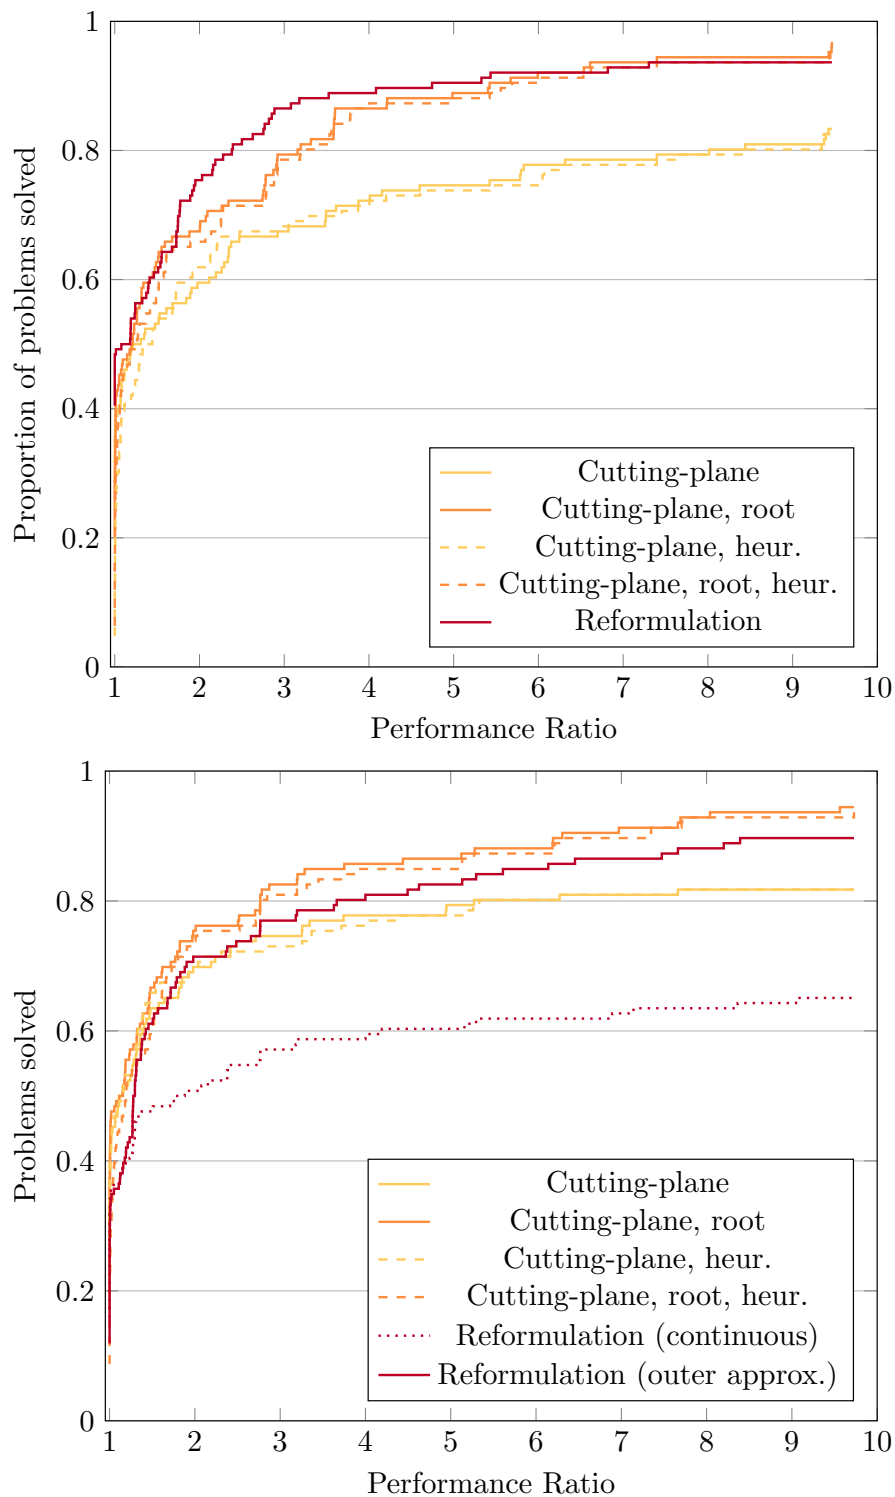 1
0.8
0.6
0.4
0.2
0
Proportion of problems solved
Cutting-plane
Cutting-plane, root
Cutting-plane, heur.
Cutting-plane, root, heur.
Reformulation
1 2 3 4 5 6 7 8 9 10
Performance Ratio
1
0.8
0.6
0.4
0.2
0
Problems solved
Cutting-plane
Cutting-plane, root
Cutting-plane, heur.
Cutting-plane, root, heur.
Reformulation (continuous)
Reformulation (outer approx.)
1 2 3 4 5 6 7 8 9 10
Performance Ratio